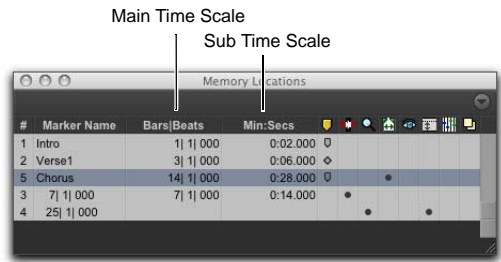 Main Time Scale
Sub Time Scale
Memory Locations
# Marker Name Bars|Beats Min:Secs
1 Intro 1| 1| 000 0:02.000
2 Verse1 3| 1| 000 0:06.000
5 Chorus 14| 1| 000 0:28.000
3 7| 1| 000 7| 1| 000 0:14.000
4 25| 1| 000